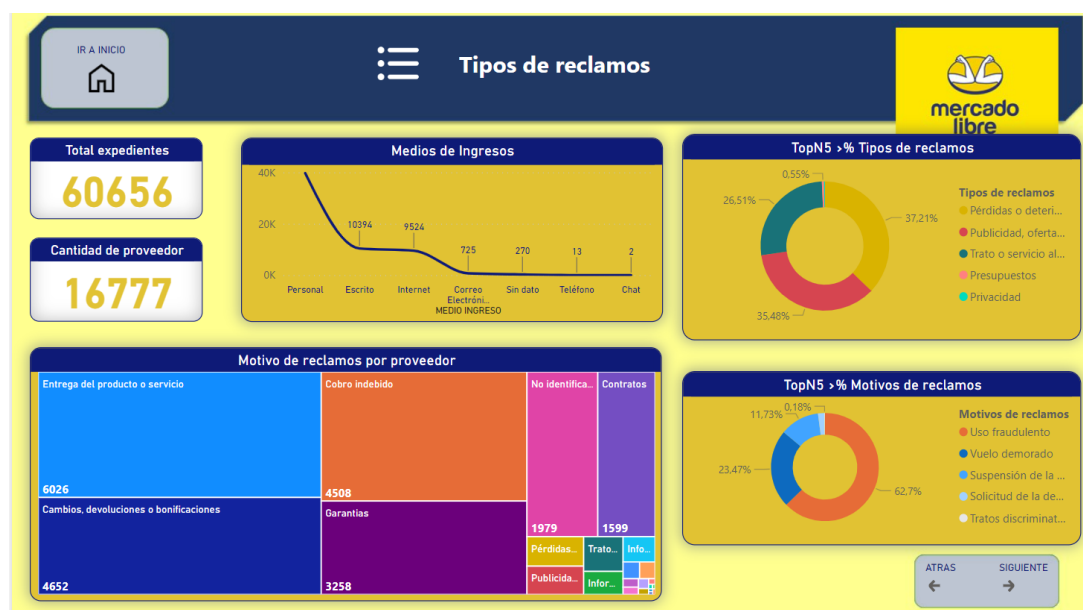 IR A INICIO
Tipos de reclamos
mercado
libre
Total expedientes
60656
Cantidad de proveedor
16777
Medios de Ingresos
40K
20K
0K
10394
9524
725
270
13
2
Personal
Escrito
Internet
Correo
Electróni...
Sin dato
Teléfono
Chat
MEDIO INGRESO
TopN5 >% Tipos de reclamos
0,55%
26,51%
37,21%
35,48%
Tipos de reclamos
Pérdidas o deteri...
Publicidad, oferta...
Trato o servicio al...
Presupuestos
Privacidad
Motivo de reclamos por proveedor
Entrega del producto o servicio
6026
Cambios, devoluciones o bonificaciones
4652
Cobro indebido
4508
Garantias
3258
No identifica...
1979
Contratos
1599
Pérdidas...
Trato...
Info...
Publicida...
Infor...
TopN5 >% Motivos de reclamos
0,18%
11,73%
23,47%
62,7%
Motivos de reclamos
Uso fraudulento
Vuelo demorado
Suspensión de la ...
Solicitud de la de...
Tratos discriminat...
ATRAS
SIGUIENTE